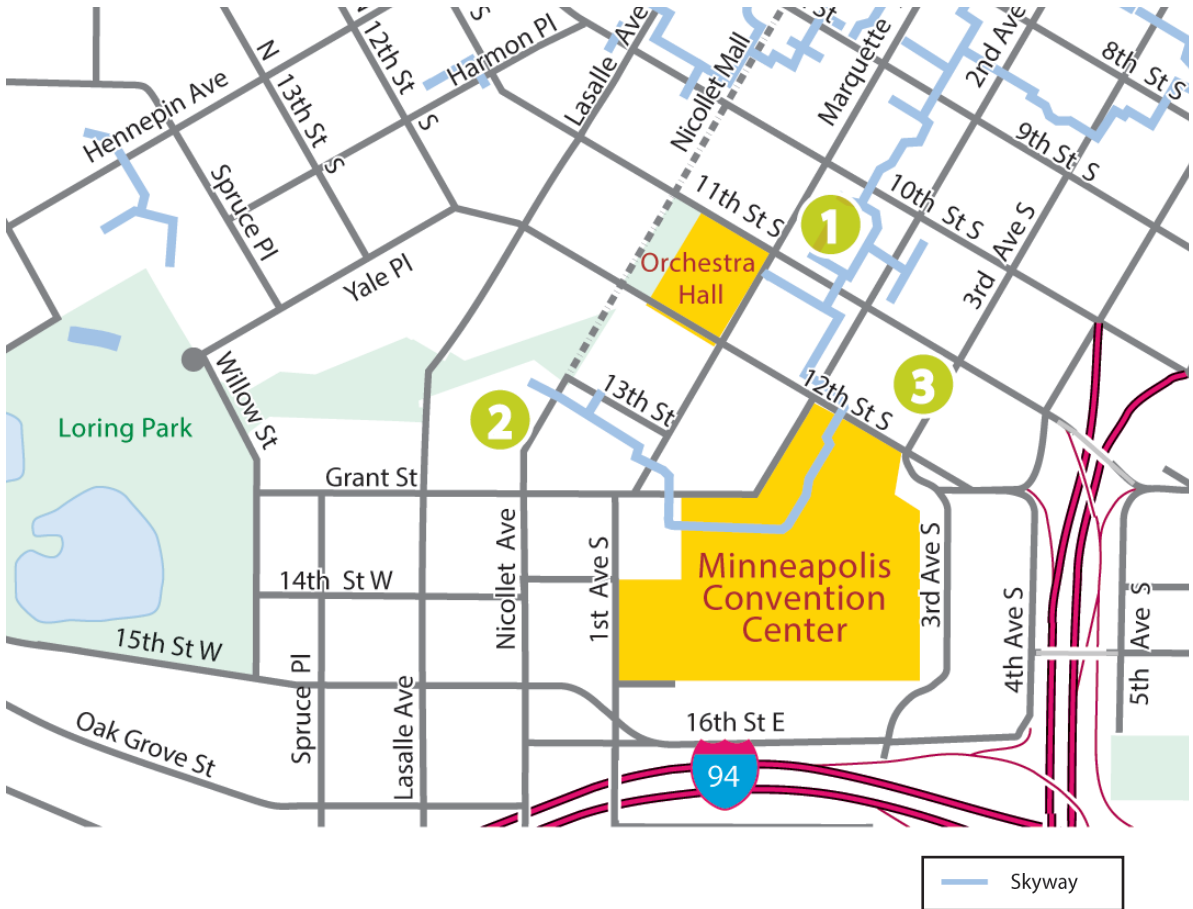 S
Lasalle Ave
Nicollet Mall
St
Marquette
2nd Ave
8th St S
N
12th St
S
Harmon Pl
Hennepin Ave
13th St
S
9th St S
Spruce Pl
11th St S
1
10th St S
3rd Ave S
Yale Pl
Orchestra
Hall
Willow St
Loring Park
2
13th St
12th St S
3
Grant St
Nicollet Ave
1st Ave S
Minneapolis
Convention
Center
3rd Ave S
14th St W
4th Ave S
5th Ave S
15th St W
Spruce Pl
Lasalle Ave
Oak Grove St
16th St E
94
Skyway